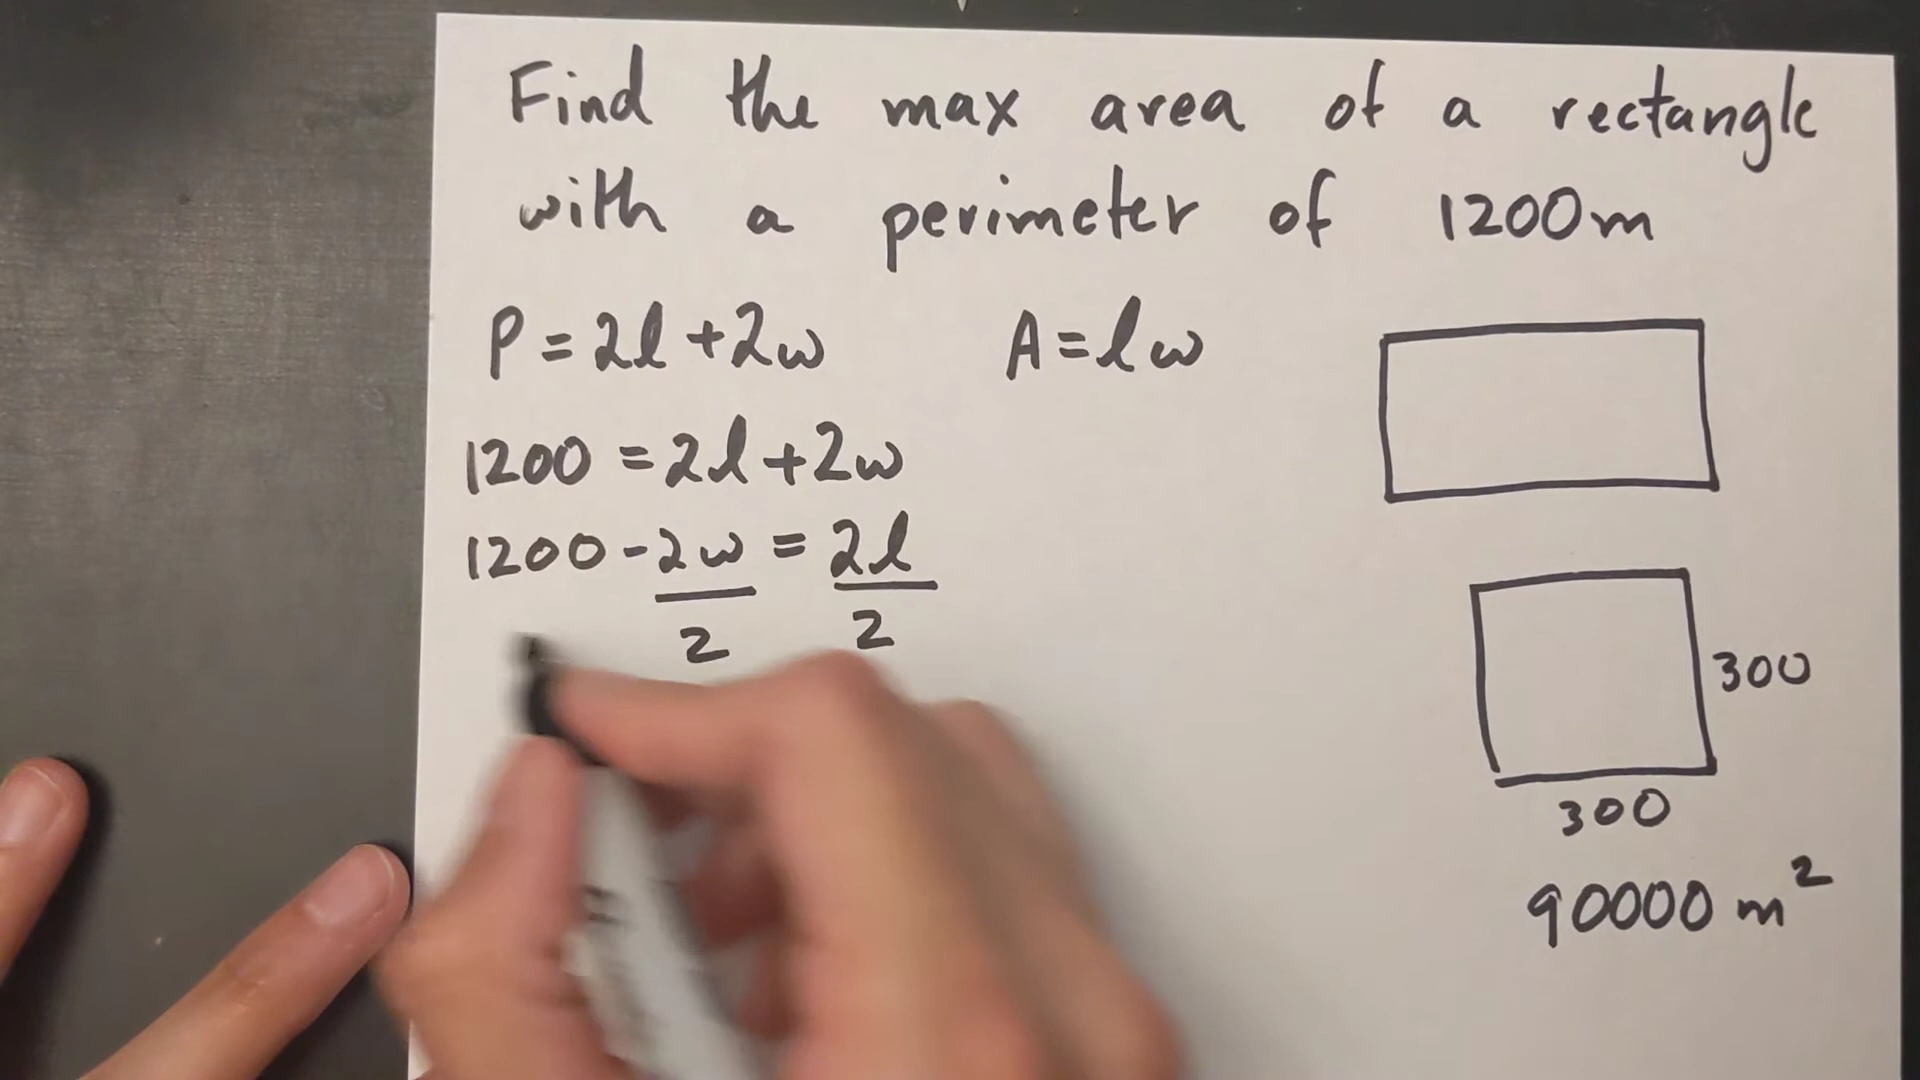 Find the max area of a rectangle
with a perimeter of 1200m
P = 2l + 2w
A = lw
1200 = 2l + 2w
1200 - 2w = 2l
2 2
300
300
90000 m²